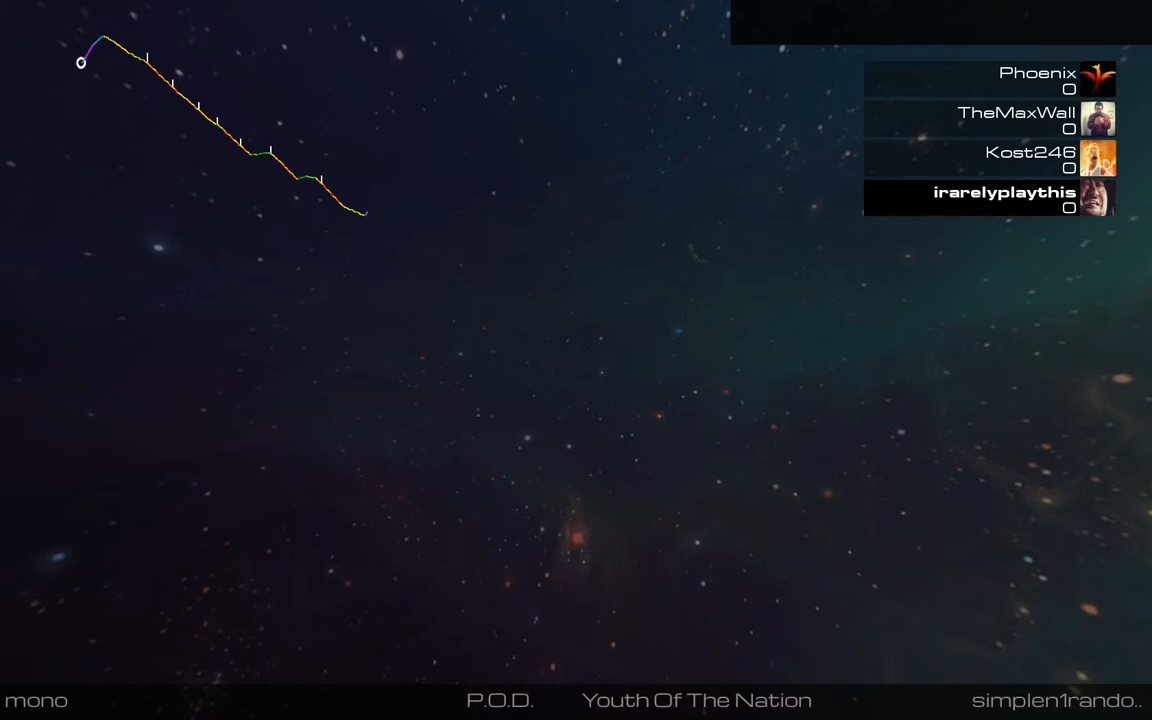 Phoenix
0
TheMaxWall
0
Kost246
0
irarelyplaythis
0
mono P.O.D. Youth Of The Nation simplen1rando..